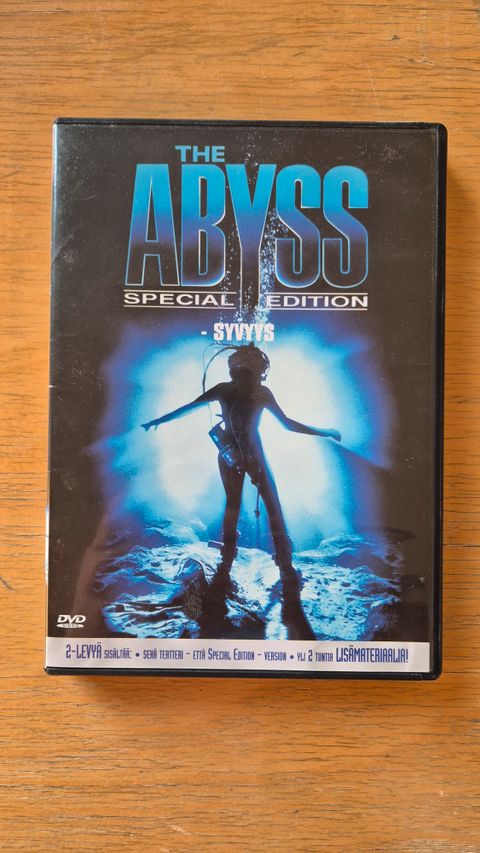 THE
ABYSS
SPECIAL EDITION
- SYVYYS
DVD
VIDEO
2-LEVYÄ SISÄLTÄÄ: • SEKÄ TEATTERI - ETTÄ SPECIAL EDITION - VERSION • YLI 2 TUNTIA LISÄMATERIAALIA!